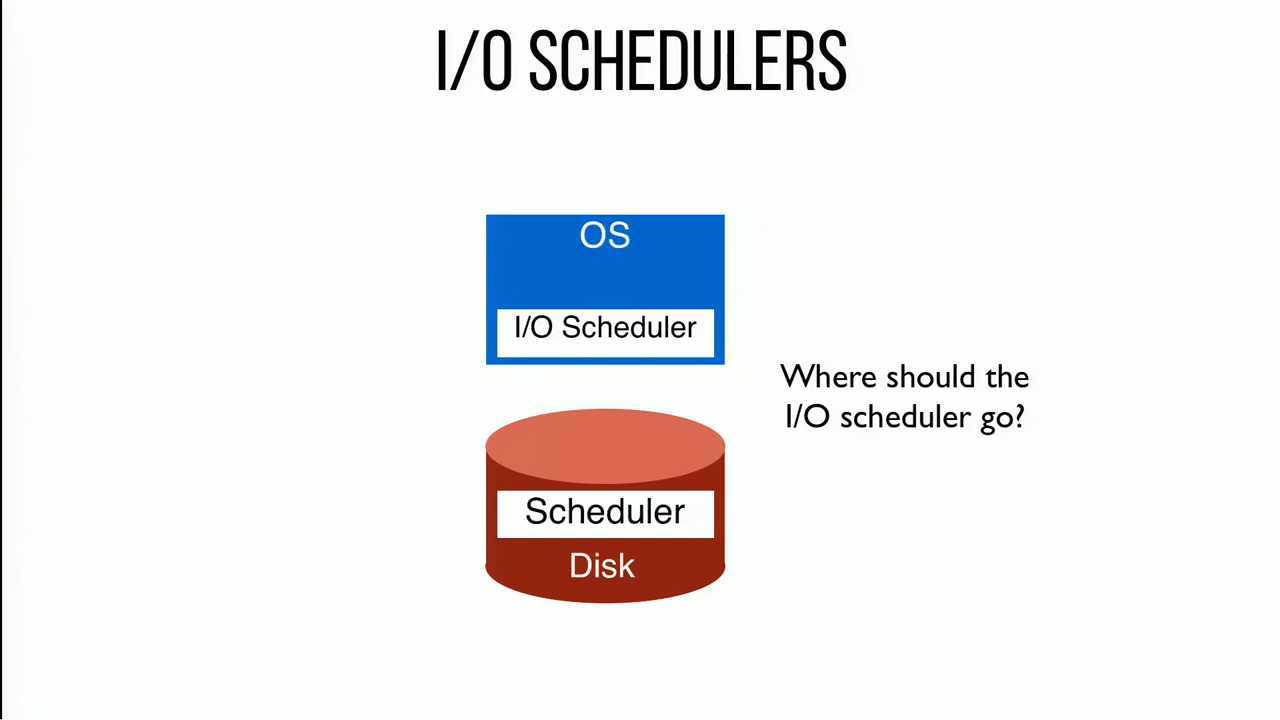 I/O SCHEDULERS
OS
I/O Scheduler
Where should the
I/O scheduler go?
Scheduler
Disk